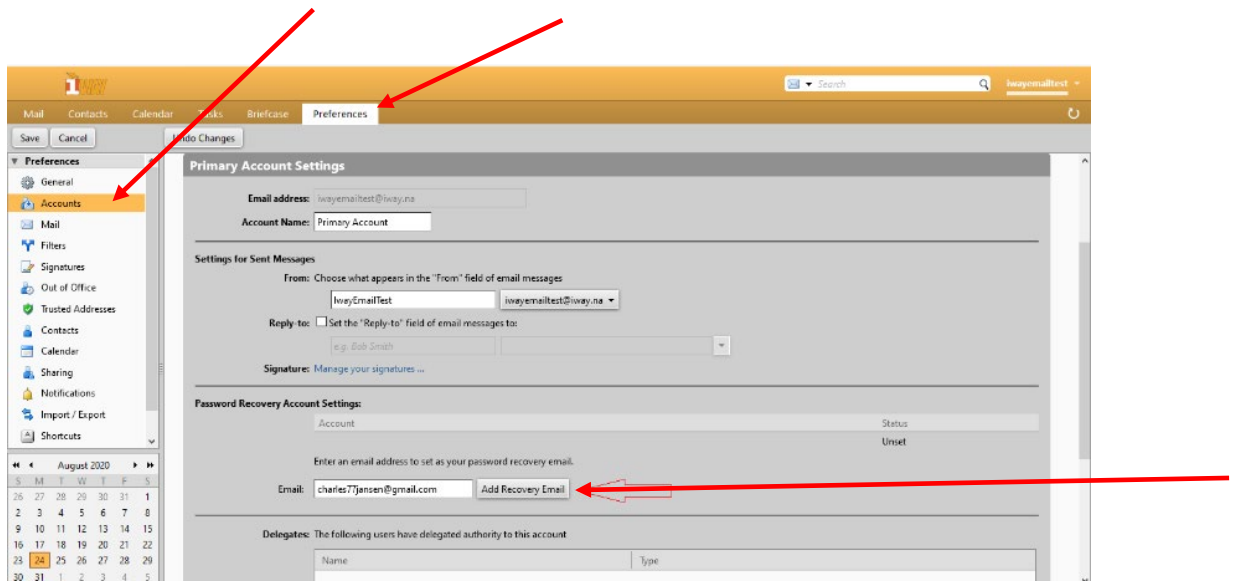 iway
Search
iwayemailtest
Mail Contacts Calendar Tasks Briefcase Preferences
Save Cancel Undo Changes
Preferences
General
Accounts
Mail
Filters
Signatures
Out of Office
Trusted Addresses
Contacts
Calendar
Sharing
Notifications
Import / Export
Shortcuts
August 2020
S M T W T F S
26 27 28 29 30 31 1
2 3 4 5 6 7 8
9 10 11 12 13 14 15
16 17 18 19 20 21 22
23 24 25 26 27 28 29
30 31 1 2 3 4 5
Primary Account Settings
Email address: iwayemailtest@iway.na
Account Name: Primary Account
Settings for Sent Messages
From: Choose what appears in the "From" field of email messages
IwayEmailTest iwayemailtest@iway.na
Reply-to: Set the "Reply-to" field of email messages to:
e.g. Bob Smith
Signature: Manage your signatures ...
Password Recovery Account Settings:
Account Status
Unset
Enter an email address to set as your password recovery email.
Email: charles77jansen@gmail.com Add Recovery Email
Delegates: The following users have delegated authority to this account
Name Type